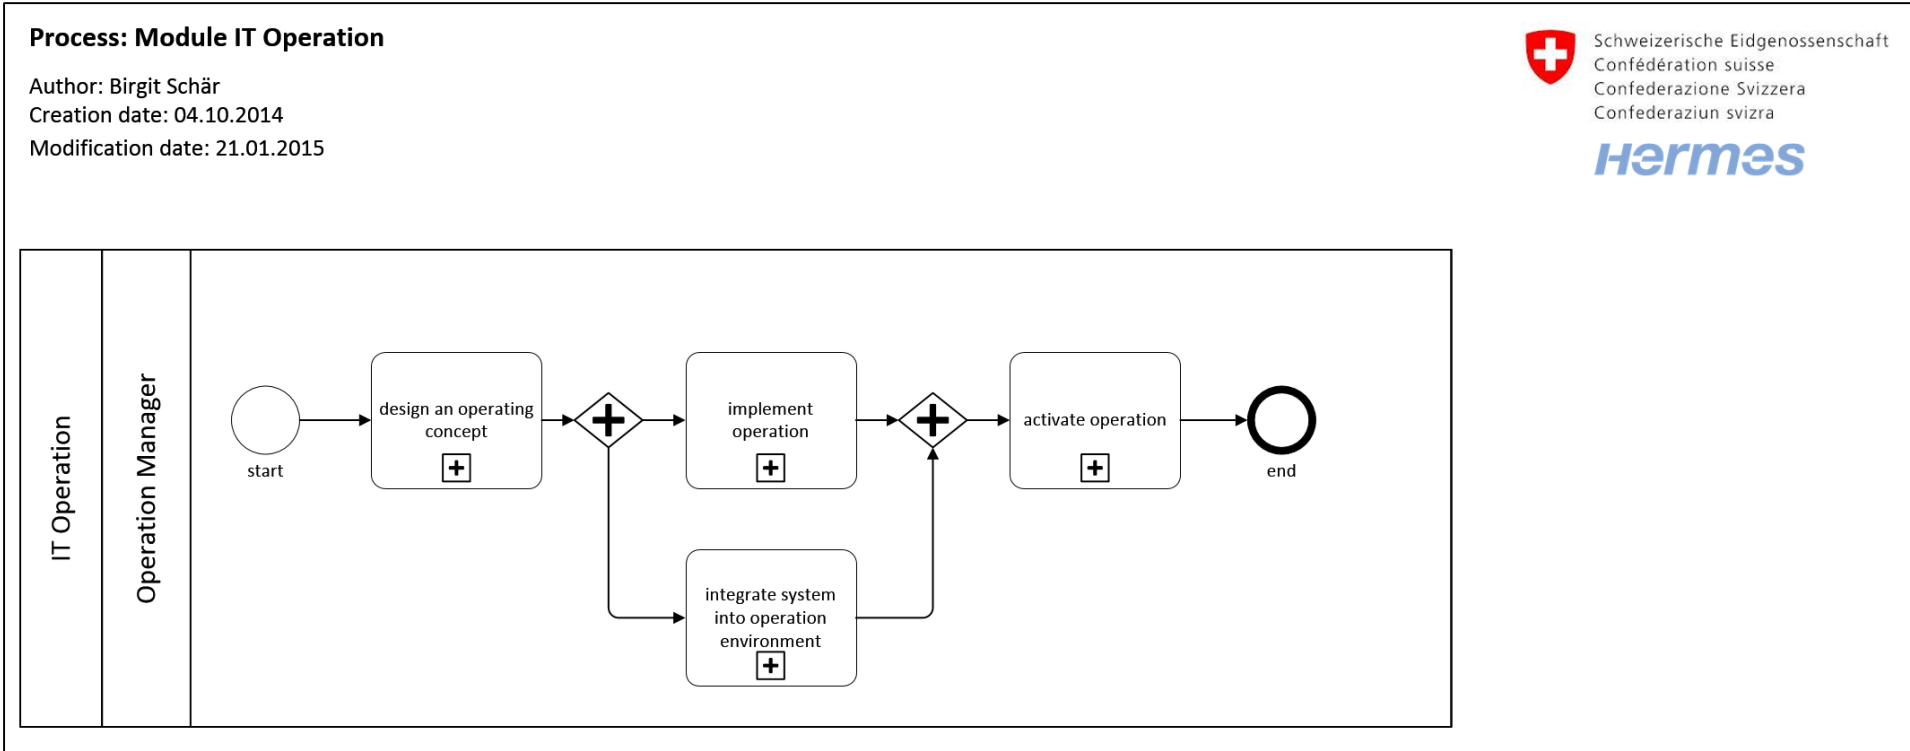 Process: Module IT Operation
Author: Birgit Schär
Creation date: 04.10.2014
Modification date: 21.01.2015
Schweizerische Eidgenossenschaft
Confédération suisse
Confederazione Svizzera
Confederaziun svizra
Hermes
IT Operation
Operation Manager
start
design an operating
concept
implement
operation
integrate system
into operation
environment
activate operation
end